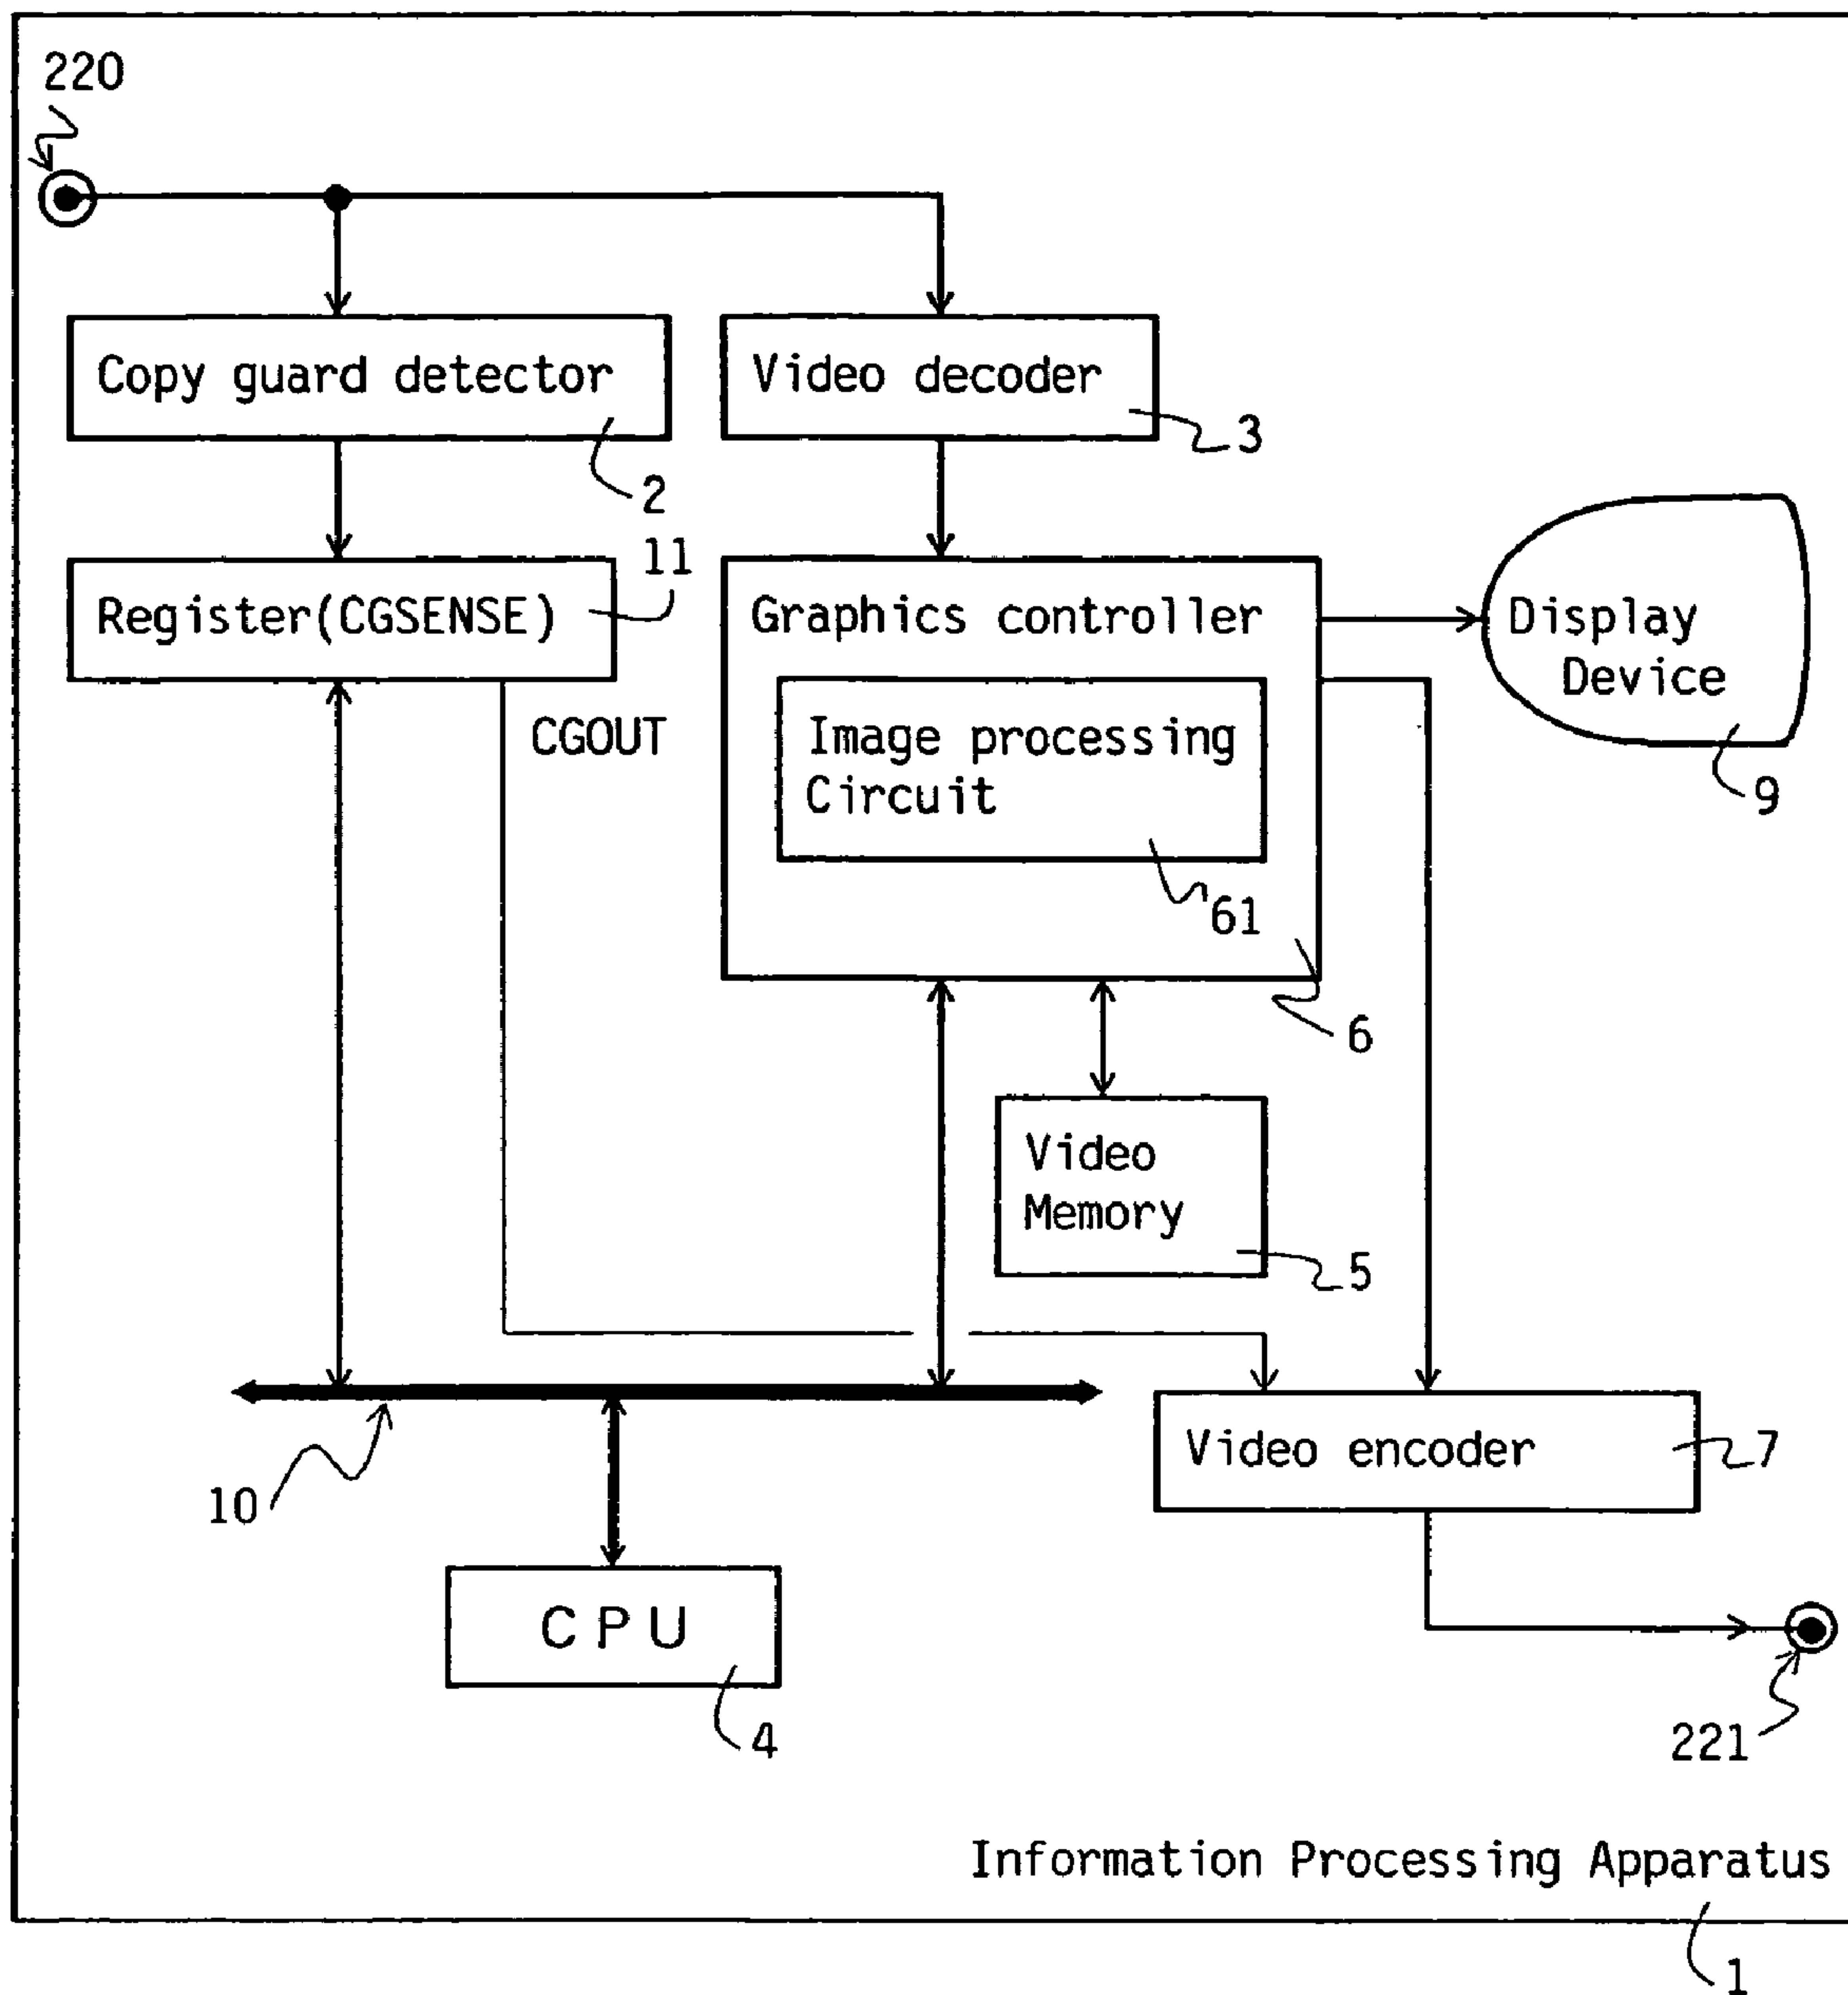 220
Copy guard detector
2
Video decoder
3
Register(CGSENSE)
11
CGOUT
Graphics controller
Image processing
Circuit
61
6
Display
Device
9
Video
Memory
5
10
CPU
4
Video encoder
7
221
Information Processing Apparatus
1